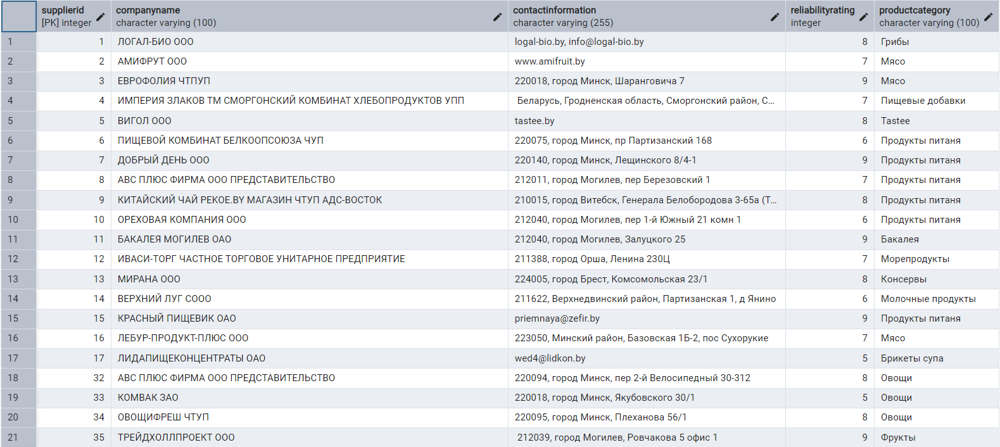 supplierid companyname contactinformation reliabilityrating productcategory
[PK] integer character varying (100) character varying (255) integer character varying (100)
1 1 ЛОГАЛ-БИО ООО logal-bio.by, info@logal-bio.by 8 Грибы
2 2 АМИФРУТ ООО www.amifruit.by 7 Мясо
3 3 ЕВРОФОЛИЯ ЧТПУП 220018, город Минск, Шаранговича 7 9 Мясо
4 4 ИМПЕРИЯ ЗЛАКОВ ТМ СМОРГОНСКИЙ КОМБИНАТ ХЛЕБОПРОДУКТОВ УПП Беларусь, Гродненская область, Сморгонский район, С... 7 Пищевые добавки
5 5 ВИГОЛ ООО tastee.by 8 Tastee
6 6 ПИЩЕВОЙ КОМБИНАТ БЕЛКООПСОЮЗА ЧУП 220075, город Минск, пр Партизанский 168 6 Продукты питаня
7 7 ДОБРЫЙ ДЕНЬ ООО 220140, город Минск, Лещинского 8/4-1 9 Продукты питаня
8 8 АВС ПЛЮС ФИРМА ООО ПРЕДСТАВИТЕЛЬСТВО 212011, город Могилев, пер Березовский 1 7 Продукты питаня
9 9 КИТАЙСКИЙ ЧАЙ PEKOE.BY МАГАЗИН ЧТУП АДС-ВОСТОК 210015, город Витебск, Генерала Белобородова 3-65а (Т... 8 Продукты питаня
10 10 ОРЕХОВАЯ КОМПАНИЯ ООО 212040, город Могилев, пер 1-й Южный 21 комн 1 6 Продукты питаня
11 11 БАКАЛЕЯ МОГИЛЕВ ОАО 212040, город Могилев, Залуцкого 25 9 Бакалея
12 12 ИВАСИ-ТОРГ ЧАСТНОЕ ТОРГОВОЕ УНИТАРНОЕ ПРЕДПРИЯТИЕ 211388, город Орша, Ленина 230Ц 7 Морепродукты
13 13 МИРАНА ООО 224005, город Брест, Комсомольская 23/1 8 Консервы
14 14 ВЕРХНИЙ ЛУГ СООО 211622, Верхнедвинский район, Партизанская 1, д Янино 6 Молочные продукты
15 15 КРАСНЫЙ ПИЩЕВИК ОАО priemnaya@zefir.by 9 Продукты питаня
16 16 ЛЕБУР-ПРОДУКТ-ПЛЮС ООО 223050, Минский район, Базовская 1Б-2, пос Сухорукие 7 Мясо
17 17 ЛИДАПИЩЕКОНЦЕНТРАТЫ ОАО wed4@lidkon.by 5 Брикеты супа
18 32 АВС ПЛЮС ФИРМА ООО ПРЕДСТАВИТЕЛЬСТВО 220094, город Минск, пер 2-й Велосипедный 30-312 8 Овощи
19 33 КОМВАК ЗАО 220018, город Минск, Якубовского 30/1 5 Овощи
20 34 ОВОЩИФРЕШ ЧТУП 220095, город Минск, Плеханова 56/1 8 Овощи
21 35 ТРЕЙДХОЛЛПРОЕКТ ООО 212039, город Могилев, Ровчакова 5 офис 1 9 Фрукты